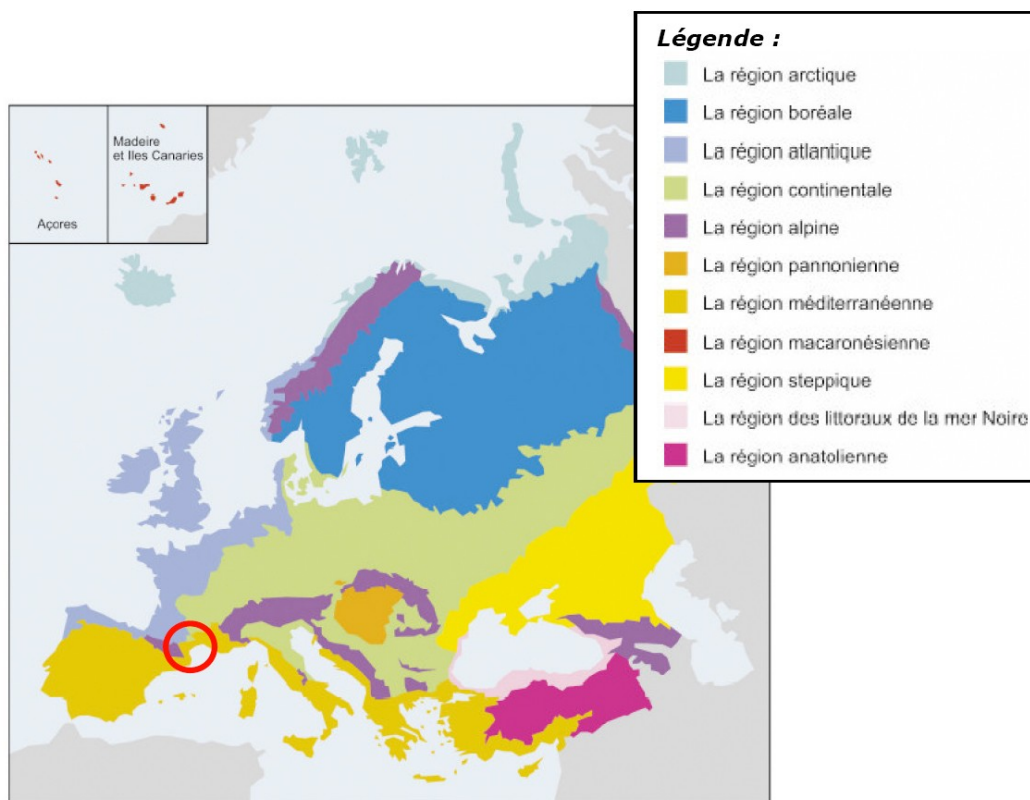 Légende :
La région arctique
La région boréale
La région atlantique
La région continentale
La région alpine
La région pannonienne
La région méditerranéenne
La région macaronésienne
La région steppique
La région des littoraux de la mer Noire
La région anatolienne
Madeire
et Iles Canaries
Açores